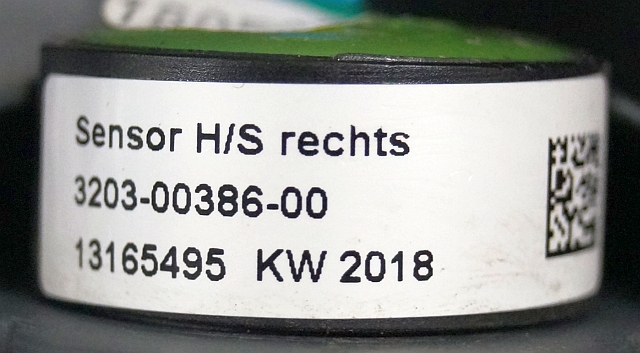 Sensor H/S rechts
3203-00386-00
13165495 KW 2018